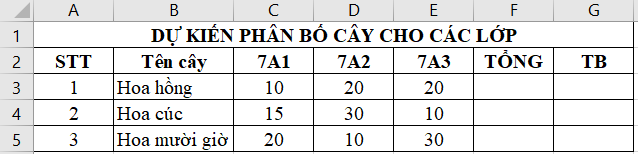 A B C D E F G
1 DỰ KIẾN PHÂN BỐ CÂY CHO CÁC LỚP
2 STT Tên cây 7A1 7A2 7A3 TỔNG TB
3 1 Hoa hồng 10 20 20
4 2 Hoa cúc 15 30 10
5 3 Hoa mười giờ 20 10 30